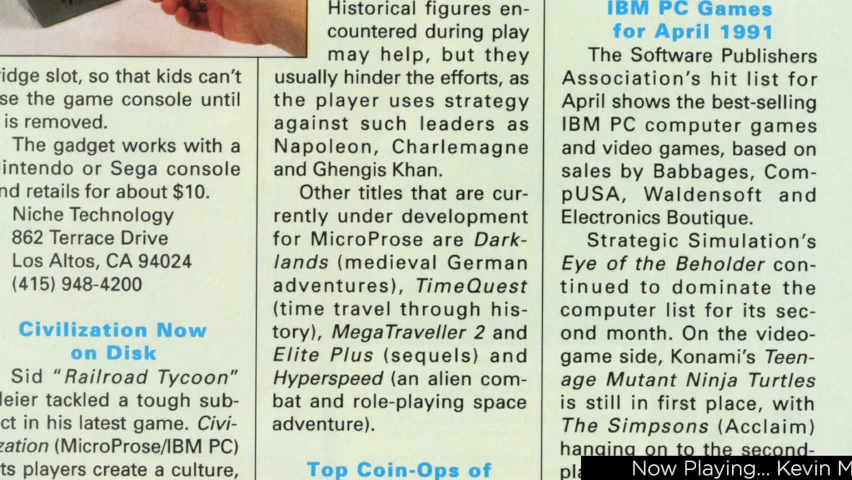 idge slot, so that kids can't
se the game console until
is removed.
The gadget works with a
intendo or Sega console
nd retails for about $10.
Niche Technology
862 Terrace Drive
Los Altos, CA 94024
(415) 948-4200
Civilization Now
on Disk
Sid "Railroad Tycoon"
eier tackled a tough sub-
ct in his latest game. Civi-
zation (MicroProse/IBM PC)
ts players create a culture,
Historical figures en-
countered during play
may help, but they
usually hinder the efforts, as
the player uses strategy
against such leaders as
Napoleon, Charlemagne
and Ghengis Khan.
Other titles that are cur-
rently under development
for MicroProse are Dark-
lands (medieval German
adventures), TimeQuest
(time travel through his-
tory), MegaTraveller 2 and
Elite Plus (sequels) and
Hyperspeed (an alien com-
bat and role-playing space
adventure).
Top Coin-Ops of
IBM PC Games
for April 1991
The Software Publishers
Association's hit list for
April shows the best-selling
IBM PC computer games
and video games, based on
sales by Babbages, Com-
pUSA, Waldensoft and
Electronics Boutique.
Strategic Simulation's
Eye of the Beholder con-
tinued to dominate the
computer list for its sec-
ond month. On the video-
game side, Konami's Teen-
age Mutant Ninja Turtles
is still in first place, with
The Simpsons (Acclaim)
hanging on to the second-
pla
Now Playing... Kevin M